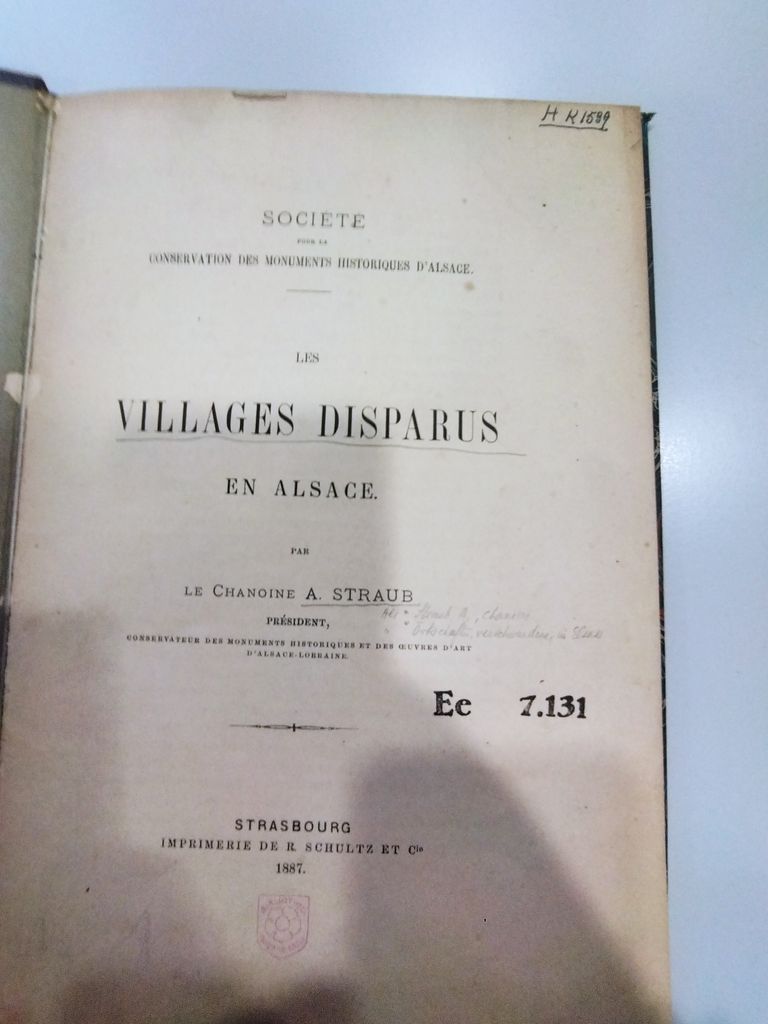 H K 1589
SOCIÉTÉ
POUR LA
CONSERVATION DES MONUMENTS HISTORIQUES D'ALSACE.
LES
VILLAGES DISPARUS
EN ALSACE.
PAR
LE CHANOINE A. STRAUB
PRÉSIDENT,
CONSERVATEUR DES MONUMENTS HISTORIQUES ET DES ŒUVRES D'ART
D'ALSACE-LORRAINE.
Ee 7.131
STRASBOURG
IMPRIMERIE DE R. SCHULTZ ET Cie
1887.